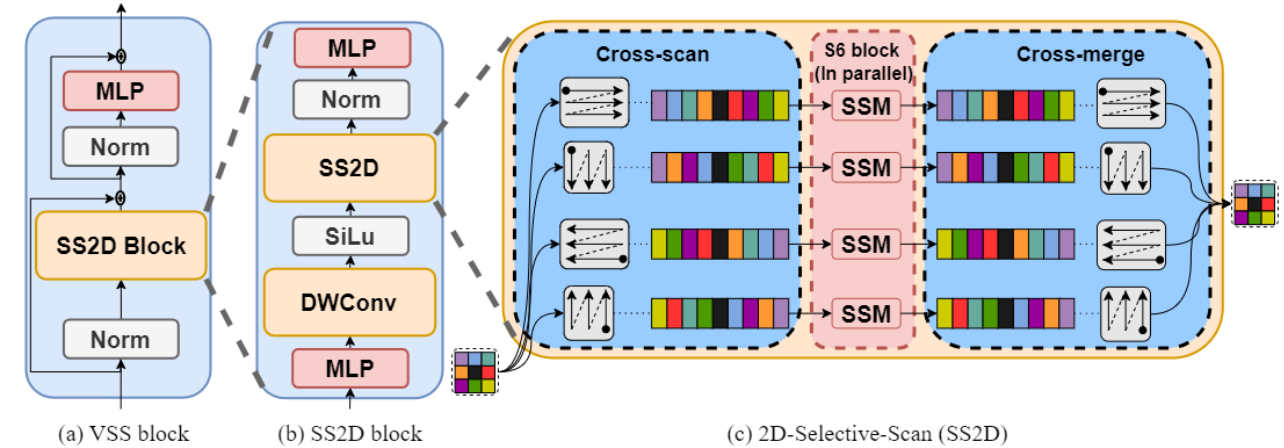 MLP
Norm
SS2D Block
Norm
(a) VSS block
MLP
Norm
SS2D
SiLu
DWConv
MLP
(b) SS2D block
Cross-scan
S6 block
(In parallel)
SSM
SSM
SSM
SSM
Cross-merge
(c) 2D-Selective-Scan (SS2D)